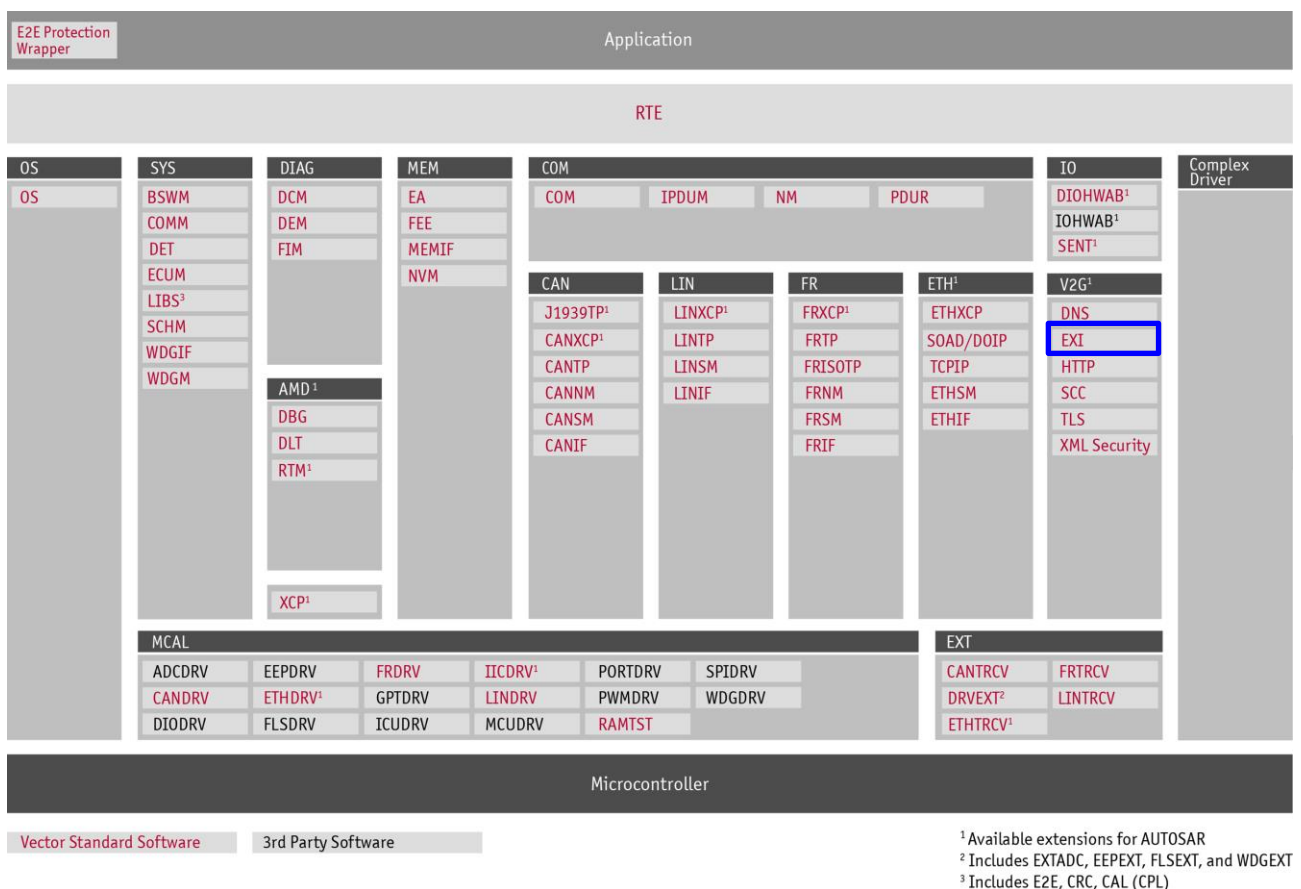 E2E Protection
Wrapper
Application
RTE
OS
OS
SYS
BSWM
COMM
DET
ECUM
LIBS³
SCHM
WDGIF
WDGM
DIAG
DCM
DEM
FIM
AMD¹
DBG
DLT
RTM¹
XCP¹
MEM
EA
FEE
MEMIF
NVM
COM
COM IPDUM NM PDUR
CAN
J1939TP¹
CANXCP¹
CANTP
CANNM
CANSM
CANIF
LIN
LINXCP¹
LINTP
LINSM
LINIF
FR
FRXCP¹
FRTP
FRISOTP
FRNM
FRSM
FRIF
ETH¹
ETHXCP
SOAD/DOIP
TCPIP
ETHSM
ETHIF
IO
DIOHWAB¹
IOHWAB¹
SENT¹
V2G¹
DNS
EXI
HTTP
SCC
TLS
XML Security
Complex
Driver
MCAL
ADCDRV EEPDRV FRDRV IICDRV¹ PORTDRV SPIDRV
CANDRV ETHDRV¹ GPTDRV LINDRV PWMDRV WDGDRV
DIODRV FLSDRV ICUDRV MCUDRV RAMTST
EXT
CANTRCV FRTRCV
DRVEXT² LINTRCV
ETHTRCV¹
Microcontroller
Vector Standard Software 3rd Party Software
¹ Available extensions for AUTOSAR
² Includes EXTADC, EEPEXT, FLSEXT, and WDGEXT
³ Includes E2E, CRC, CAL (CPL)